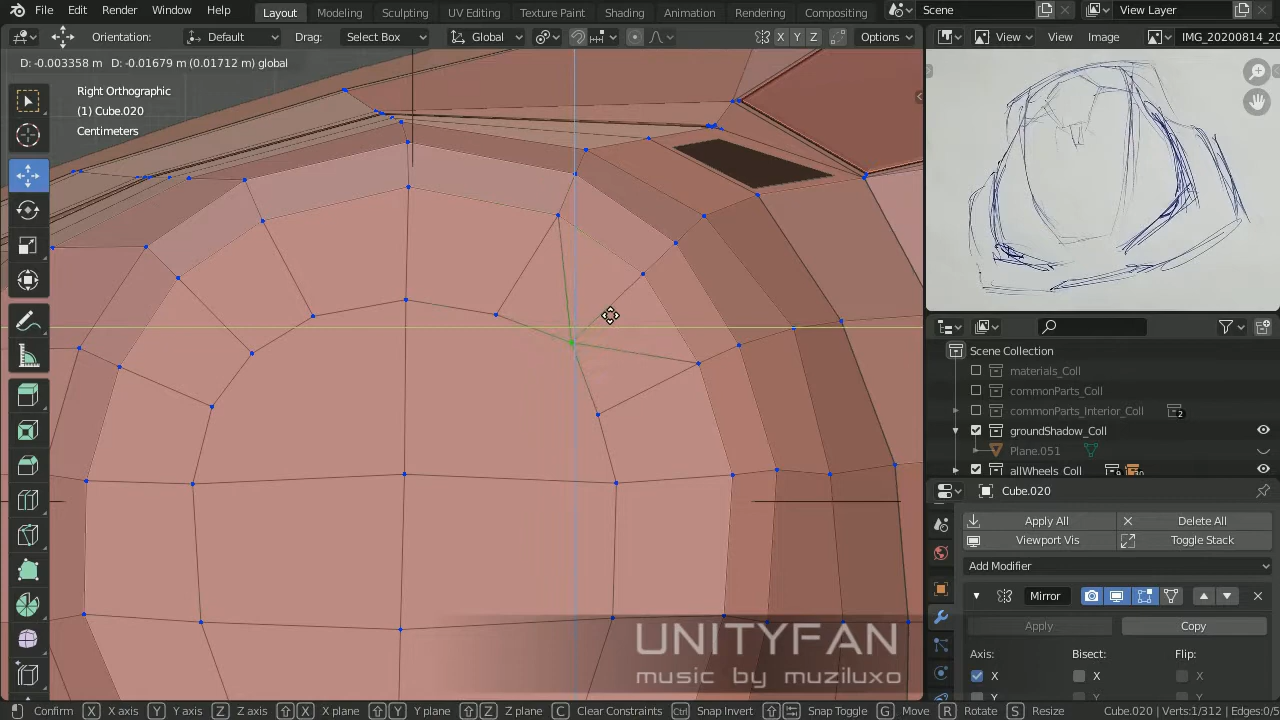 File Edit Render Window Help
Layout Modeling Sculpting UV Editing Texture Paint Shading Animation Rendering Compositing
Scene View Layer
Orientation: Default Drag: Select Box Global X Y Z Options
View View Image IMG_20200814_20
D: -0.003358 m D: -0.01679 m (0.01712 m) global
Right Orthographic
(1) Cube.020
Centimeters
Scene Collection
materials_Coll
commonParts_Coll
commonParts_Interior_Coll 2
groundShadow_Coll
Plane.051
allWheels_Coll
Cube.020
Apply All Delete All
Viewport Vis Toggle Stack
Add Modifier
Mirror
Apply Copy
Axis: Bisect: Flip:
X X X
UNITYFAN
music by muziluxo
Confirm X X axis Y Y axis Z Z axis X X plane Y Y plane Z Z plane C Clear Constraints Ctrl Snap Invert Snap Toggle G Move R Rotate S Resize Cube.020 | Verts:1/312 | Edges:0/5